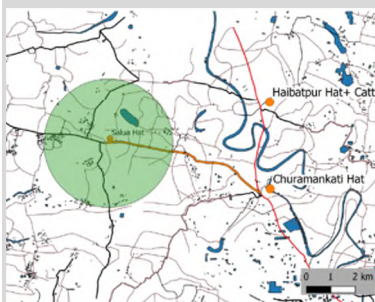 Haibatpur Hat+ Catt
Salua Hat
Churamankati Hat
0 1 2 km